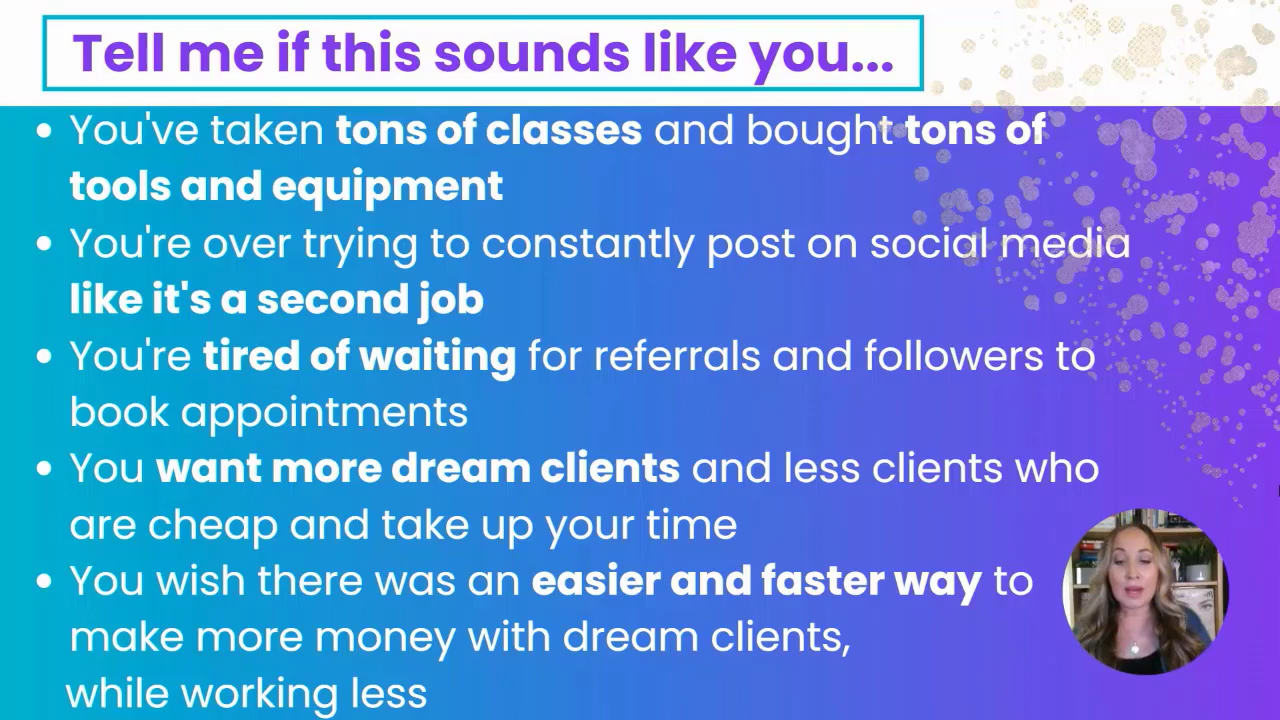 Tell me if this sounds like you...
• You've taken tons of classes and bought tons of
tools and equipment
• You're over trying to constantly post on social media
like it's a second job
• You're tired of waiting for referrals and followers to
book appointments
• You want more dream clients and less clients who
are cheap and take up your time
• You wish there was an easier and faster way to
make more money with dream clients,
while working less